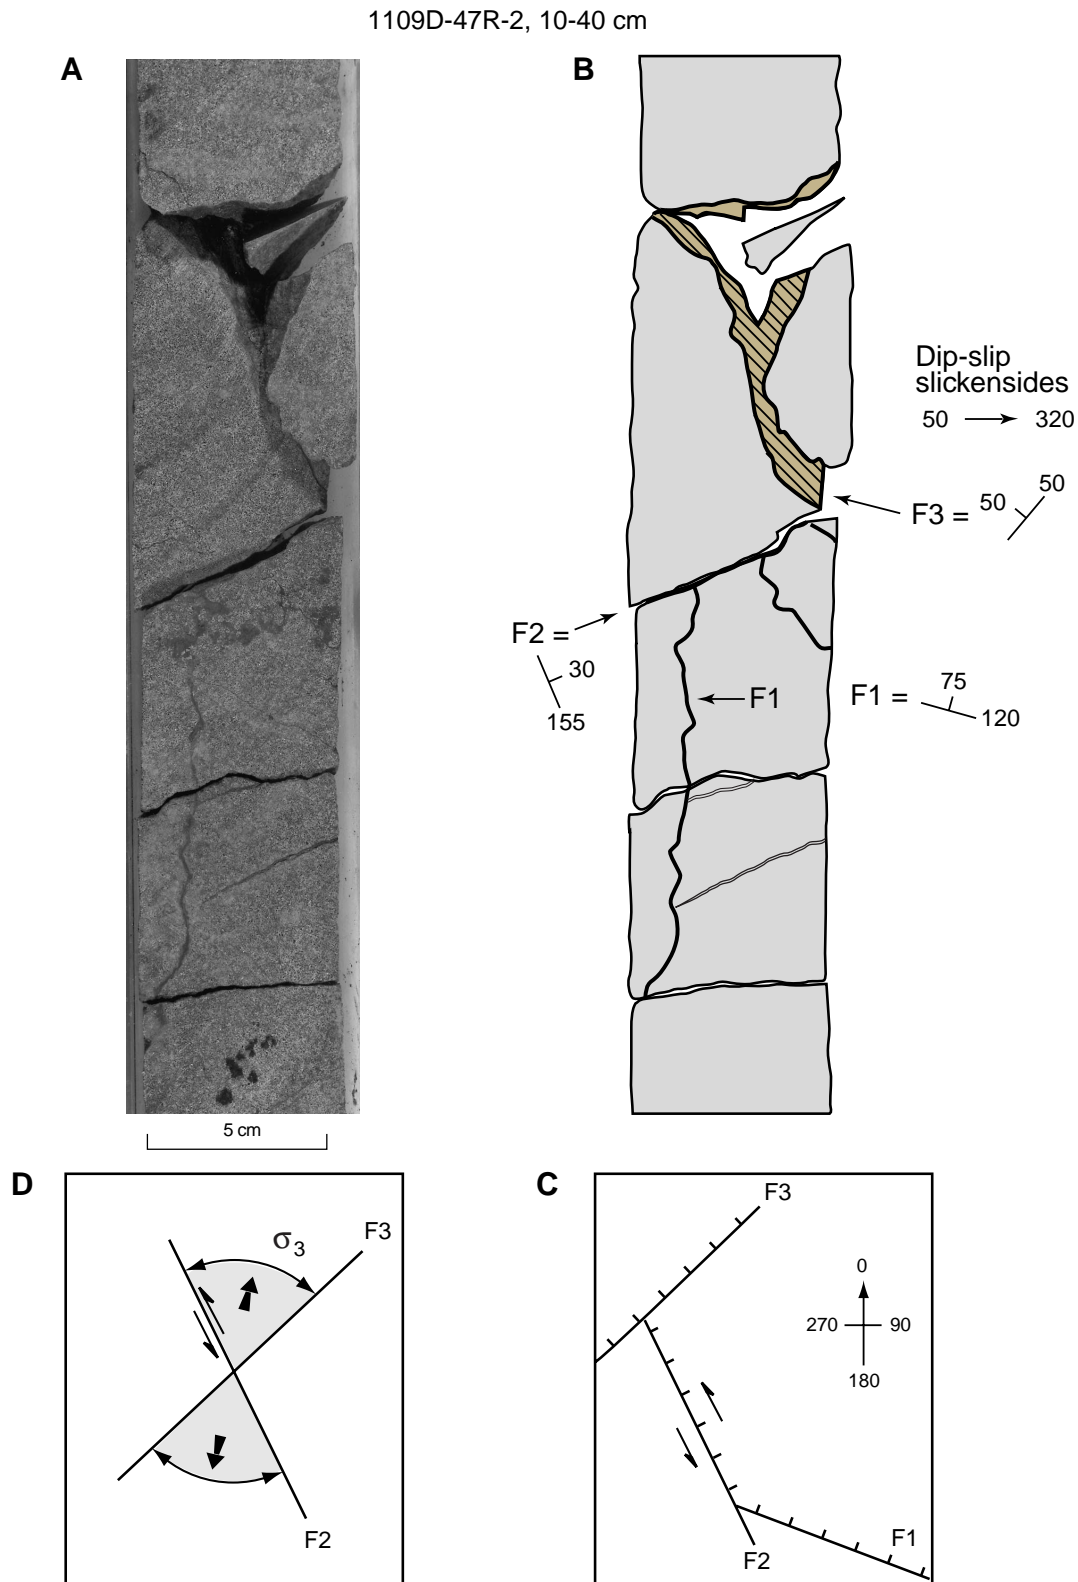 1109D-47R-2, 10-40 cm
A
B
Dip-slip
slickensides
50 320
F3 = 50 50
F2 =
30
155
F1
F1 =
75
120
5 cm
D
σ3
F3
F2
C
F3
0
270 90
180
F1
F2